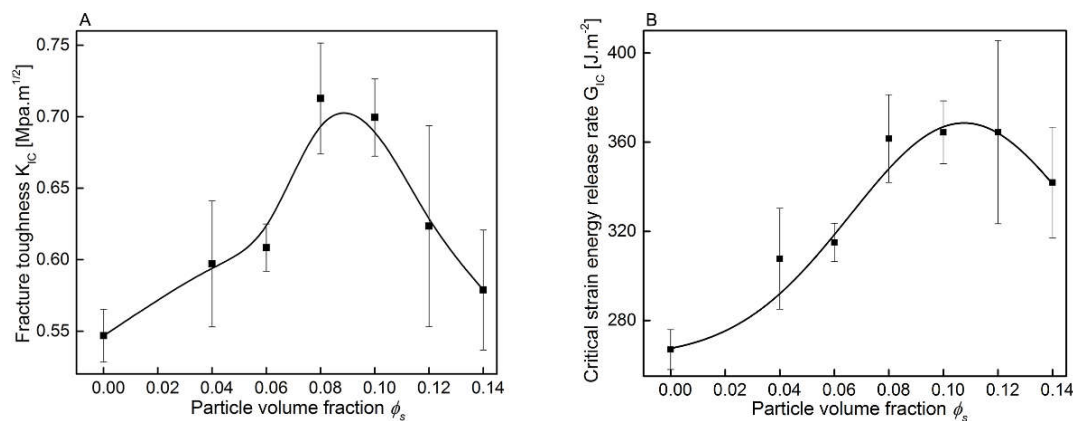 A
Fracture toughness K_IC [Mpa.m^1/2]
0.75
0.70
0.65
0.60
0.55
0.00 0.02 0.04 0.06 0.08 0.10 0.12 0.14
Particle volume fraction ϕ_s
B
Critical strain energy release rate G_IC [J.m^-2]
400
360
320
280
0.00 0.02 0.04 0.06 0.08 0.10 0.12 0.14
Particle volume fraction ϕ_s